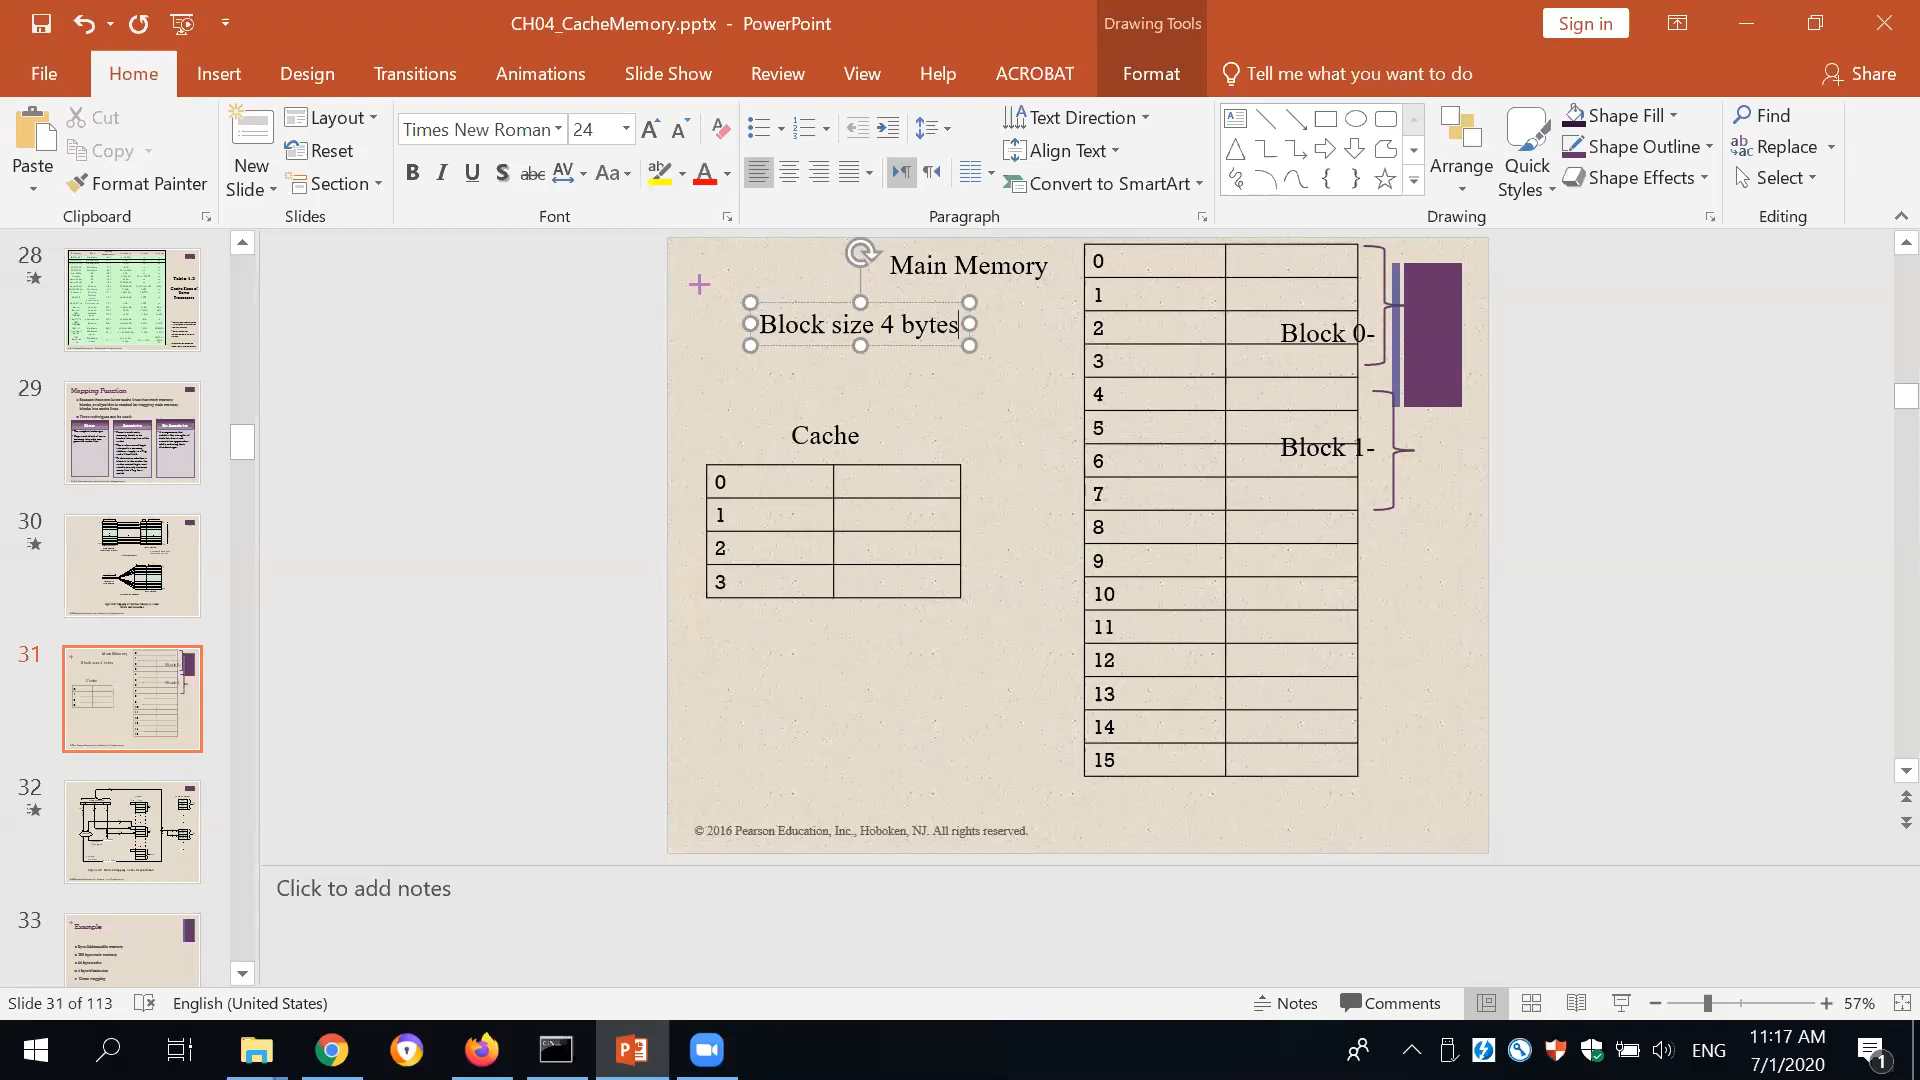 CH04_CacheMemory.pptx - PowerPoint
Drawing Tools
Sign in
File
Home
Insert
Design
Transitions
Animations
Slide Show
Review
View
Help
ACROBAT
Format
Tell me what you want to do
Share
Paste
Cut
Copy
Format Painter
Clipboard
New Slide
Layout
Reset
Section
Slides
Times New Roman
24
B I U S abc AV Aa A
Font
Text Direction
Align Text
Convert to SmartArt
Paragraph
Arrange
Quick Styles
Shape Fill
Shape Outline
Shape Effects
Drawing
Find
Replace
Select
Editing
28
29
Mapping Function
30
31
32
33
Example
Main Memory
Block size 4 bytes
Cache
0
1
2
3
0
1
2
3
4
5
6
7
8
9
10
11
12
13
14
15
Block 0-
Block 1-
© 2016 Pearson Education, Inc., Hoboken, NJ. All rights reserved.
Click to add notes
Slide 31 of 113
English (United States)
Notes
Comments
57%
ENG
11:17 AM
7/1/2020
1